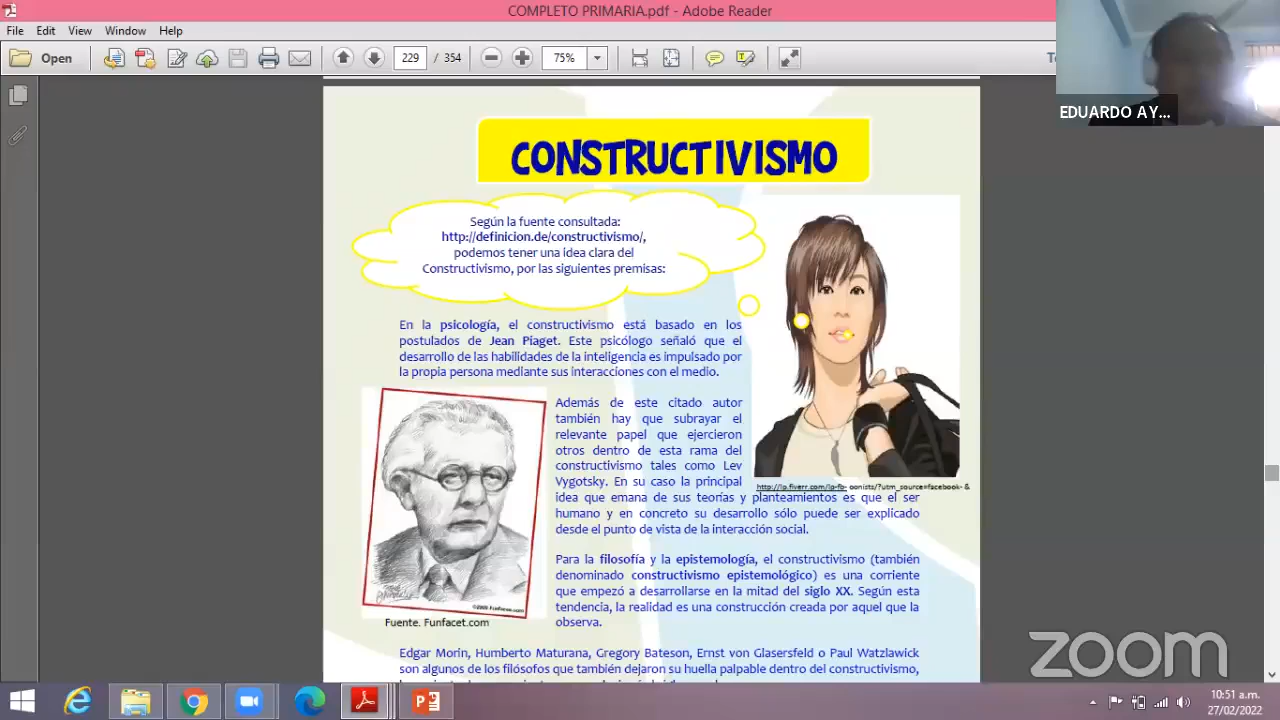 COMPLETO PRIMARIA.pdf - Adobe Reader
File Edit View Window Help
Open
229 / 354
75%
EDUARDO AY...
CONSTRUCTIVISMO
Según la fuente consultada:
http://definicion.de/constructivismo/,
podemos tener una idea clara del
Constructivismo, por las siguientes premisas:
En la psicología, el constructivismo está basado en los
postulados de Jean Piaget. Este psicólogo señaló que el
desarrollo de las habilidades de la inteligencia es impulsado por
la propia persona mediante sus interacciones con el medio.
Además de este citado autor
también hay que subrayar el
relevante papel que ejercieron
otros dentro de esta rama del
constructivismo tales como Lev
Vygotsky. En su caso la principal
http://lp.fiverr.com/lp-fb- oonists/?utm_source=facebook- &
idea que emana de sus teorías y planteamientos es que el ser
humano y en concreto su desarrollo sólo puede ser explicado
desde el punto de vista de la interacción social.
Para la filosofía y la epistemología, el constructivismo (también
denominado constructivismo epistemológico) es una corriente
que empezó a desarrollarse en la mitad del siglo XX. Según esta
tendencia, la realidad es una construcción creada por aquel que la
observa.
Fuente. Funfacet.com
Edgar Morin, Humberto Maturana, Gregory Bateson, Ernst von Glasersfeld o Paul Watzlawick
son algunos de los filósofos que también dejaron su huella palpable dentro del constructivismo,
zoom
10:51 a.m.
27/02/2022